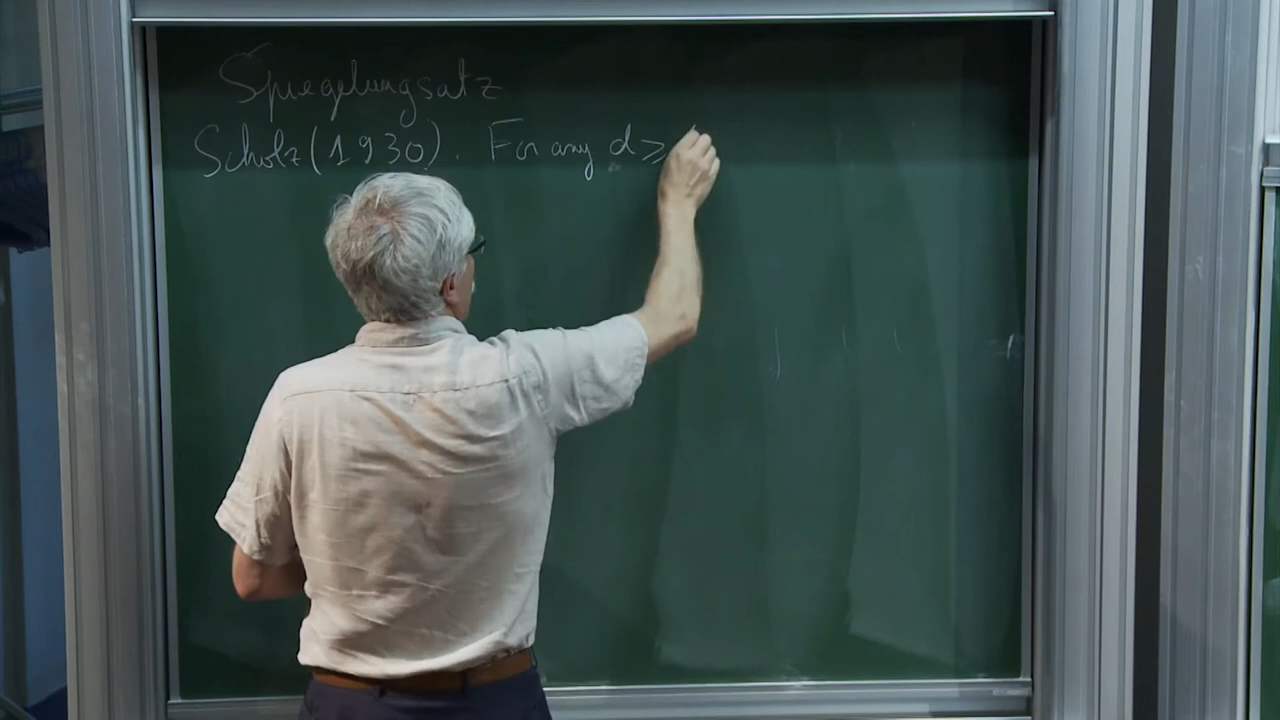 Spiegelungsatz
Scholz (1930). For any d ≥